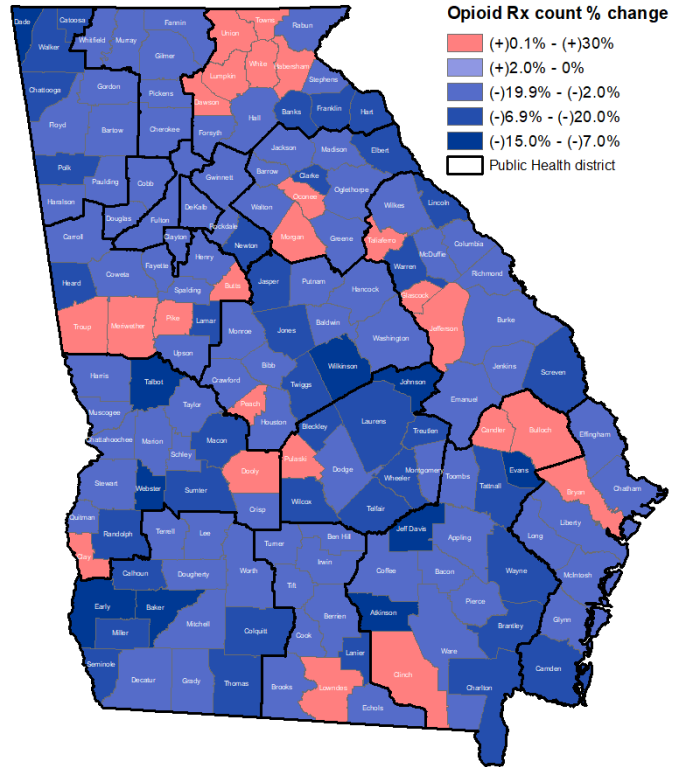 Opioid Rx count % change
(+)0.1% - (+)30%
(+)2.0% - 0%
(-)19.9% - (-)2.0%
(-)6.9% - (-)20.0%
(-)15.0% - (-)7.0%
Public Health district
Dade
Catoosa
Fannin
Towns
Union
Rabun
Walker
Whitfield
Murray
Gilmer
White
Habersham
Lumpkin
Stephens
Chattooga
Gordon
Pickens
Dawson
Banks
Franklin
Hart
Floyd
Bartow
Cherokee
Forsyth
Hall
Jackson
Madison
Elbert
Polk
Paulding
Cobb
Gwinnett
Barrow
Clarke
Oglethorpe
Oconee
Haralson
Douglas
Fulton
DeKalb
Walton
Wilkes
Lincoln
Carroll
Clayton
Rockdale
Newton
Morgan
Greene
Taliaferro
McDuffie
Columbia
Heard
Coweta
Fayette
Henry
Spalding
Butts
Jasper
Putnam
Hancock
Warren
Richmond
Glascock
Troup
Meriwether
Pike
Lamar
Monroe
Jones
Baldwin
Washington
Jefferson
Burke
Upson
Harris
Talbot
Crawford
Bibb
Twiggs
Wilkinson
Johnson
Emanuel
Jenkins
Screven
Muscogee
Taylor
Peach
Houston
Bleckley
Laurens
Treutlen
Candler
Bulloch
Effingham
Chattahoochee
Marion
Schley
Macon
Dooly
Pulaski
Dodge
Wheeler
Montgomery
Toombs
Tattnall
Evans
Bryan
Chatham
Stewart
Webster
Sumter
Crisp
Wilcox
Telfair
Quitman
Randolph
Terrell
Lee
Turner
Ben Hill
Jeff Davis
Appling
Long
Liberty
Clay
Calhoun
Dougherty
Worth
Tift
Irwin
Coffee
Bacon
Wayne
McIntosh
Early
Baker
Mitchell
Colquitt
Cook
Berrien
Atkinson
Pierce
Brantley
Glynn
Miller
Seminole
Decatur
Grady
Thomas
Brooks
Lowndes
Lanier
Echols
Clinch
Ware
Charlton
Camden